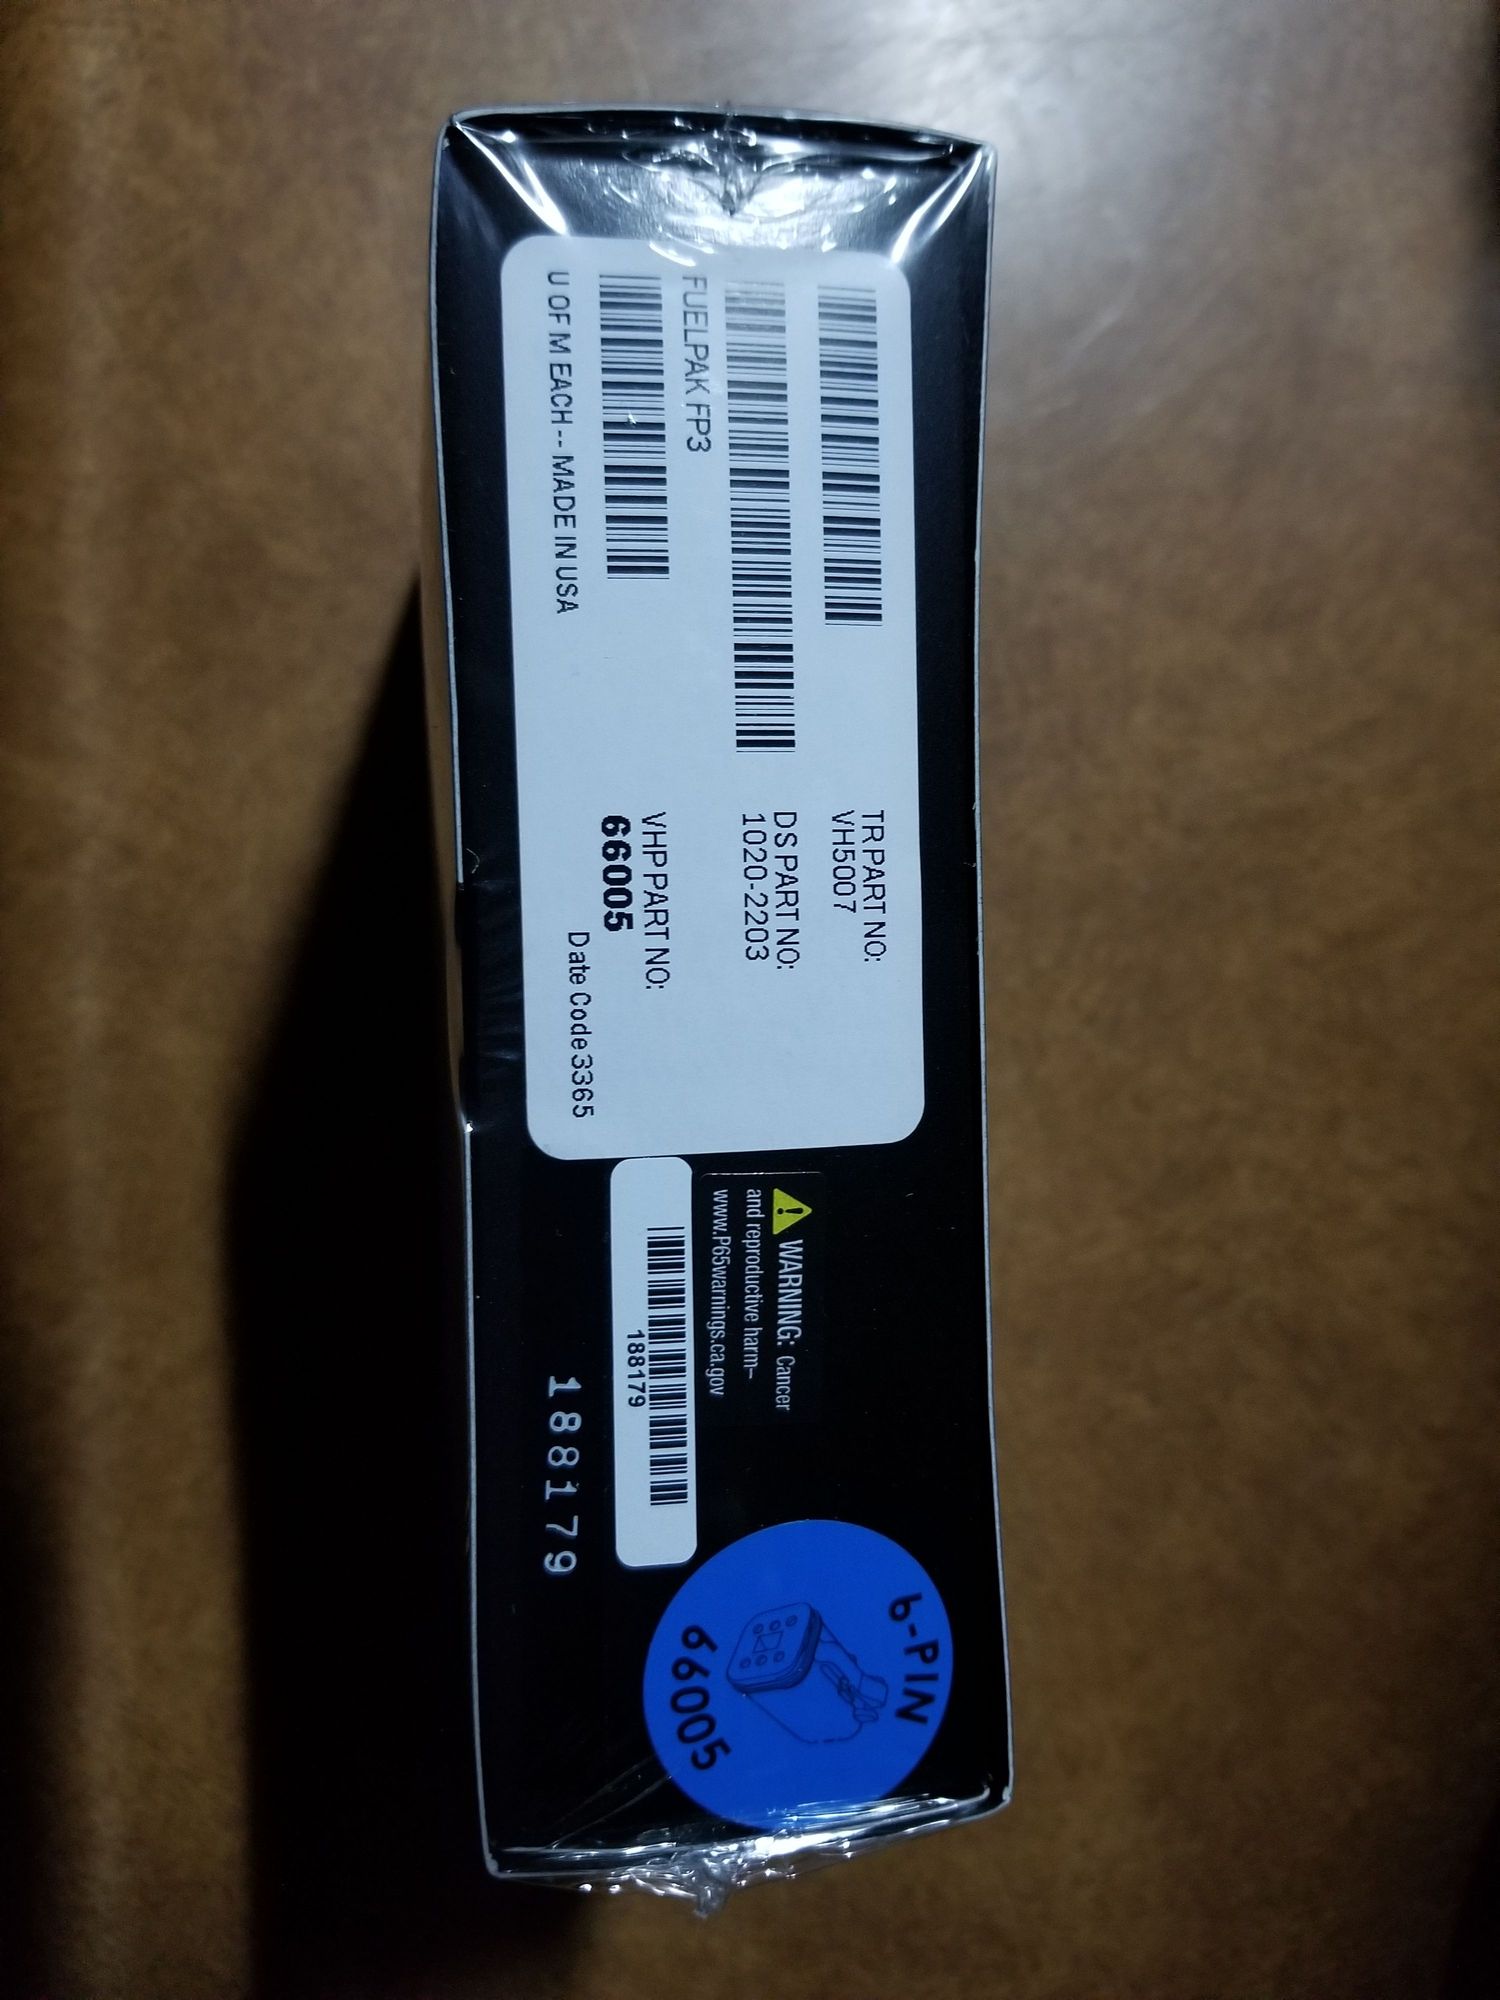 TR PART NO:
VH5007
DS PART NO:
1020-2203
FUELPAK FP3
VHP PART NO:
66005
U OF M EACH -- MADE IN USA
Date Code 3365
WARNING: Cancer
and reproductive harm-
www.P65warnings.ca.gov
188179
188179
6-PIN
66005